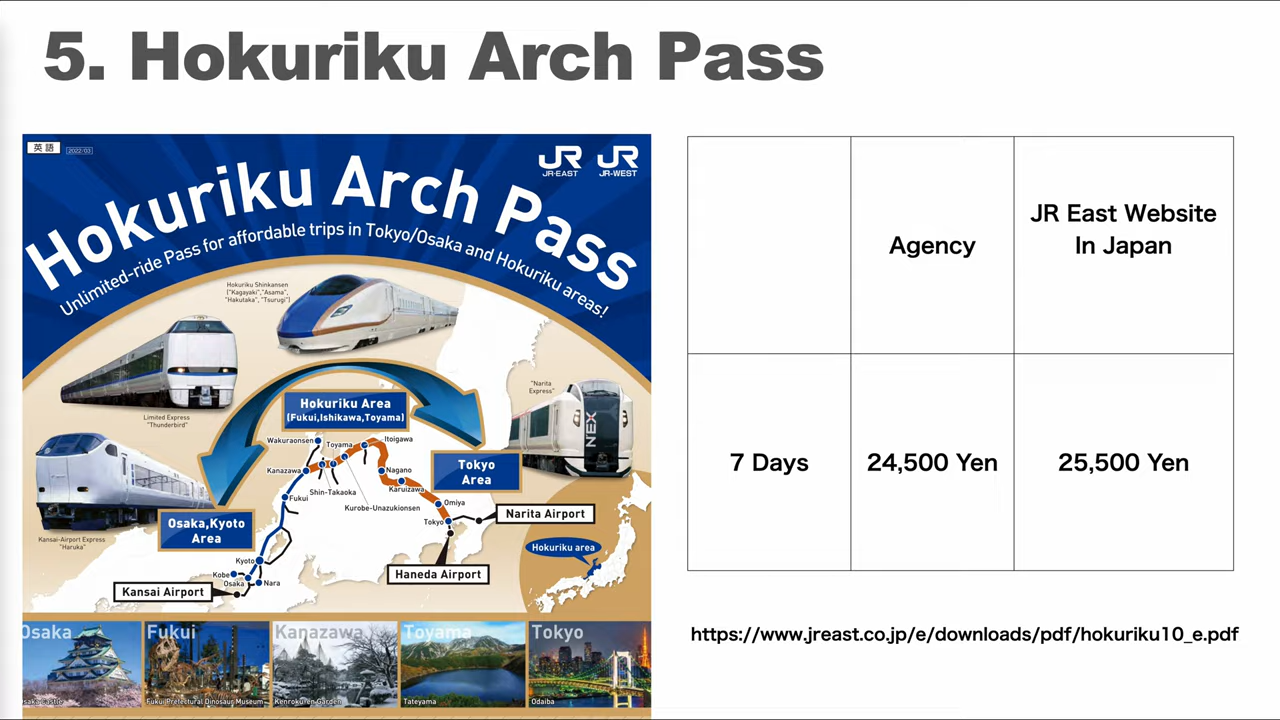 5. Hokuriku Arch Pass
英語
2022/03
JR
JR-EAST
JR
JR-WEST
Hokuriku Arch Pass
Unlimited-ride Pass for affordable trips in Tokyo/Osaka and Hokuriku areas!
Hokuriku Shinkansen
("Kagayaki","Asama",
"Hakutaka", "Tsurugi")
Limited Express
"Thunderbird"
"Narita
Express"
NEX
Kansai-Airport Express
"Haruka"
Hokuriku Area
(Fukui,Ishikawa,Toyama)
Tokyo
Area
Osaka,Kyoto
Area
Wakuraonsen
Toyama
Itoigawa
Kanazawa
Nagano
Shin-Takaoka
Karuizawa
Fukui
Kurobe-Unazukionsen
Omiya
Tokyo
Narita Airport
Haneda Airport
Kyoto
Kobe
Osaka
Nara
Kansai Airport
Hokuriku area
Osaka
Fukui
Kanazawa
Toyama
Tokyo
Fukui Prefectural Dinosaur Museum
Kenroku-en Garden
Tateyama
Odaiba
Agency
JR East Website
In Japan
7 Days
24,500 Yen
25,500 Yen
https://www.jreast.co.jp/e/downloads/pdf/hokuriku10_e.pdf